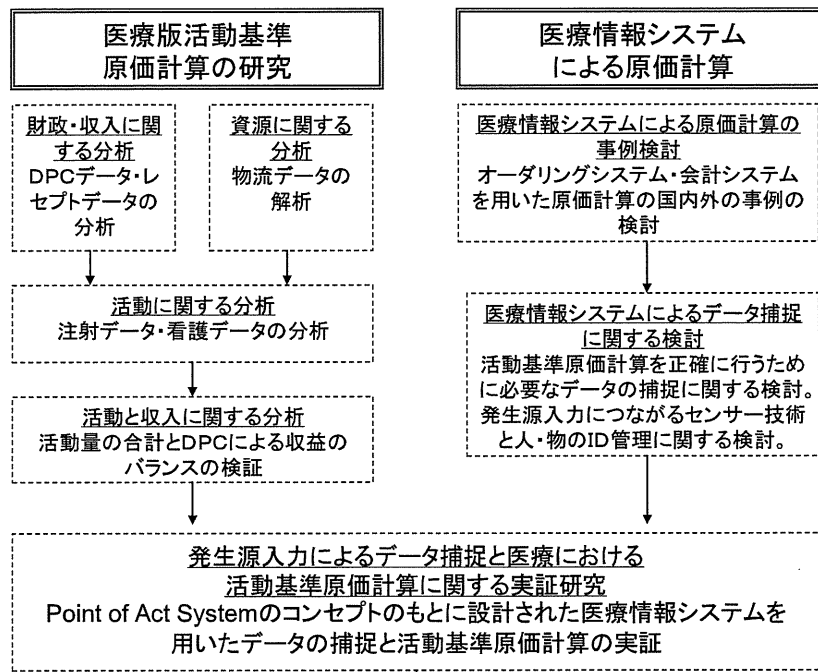 医療版活動基準
原価計算の研究
医療情報システム
による原価計算
財政・収入に関
する分析
DPCデータ・レ
セプトデータの
分析
資源に関する
分析
物流データの
解析
活動に関する分析
注射データ・看護データの分析
活動と収入に関する分析
活動量の合計とDPCによる収益の
バランスの検証
医療情報システムによる原価計算の
事例検討
オーダリングシステム・会計システム
を用いた原価計算の国内外の事例の
検討
医療情報システムによるデータ捕捉
に関する検討
活動基準原価計算を正確に行うため
に必要なデータの捕捉に関する検討。
発生源入力につながるセンサー技術
と人・物のID管理に関する検討。
発生源入力によるデータ捕捉と医療における
活動基準原価計算に関する実証研究
Point of Act Systemのコンセプトのもとに設計された医療情報システムを
用いたデータの捕捉と活動基準原価計算の実証